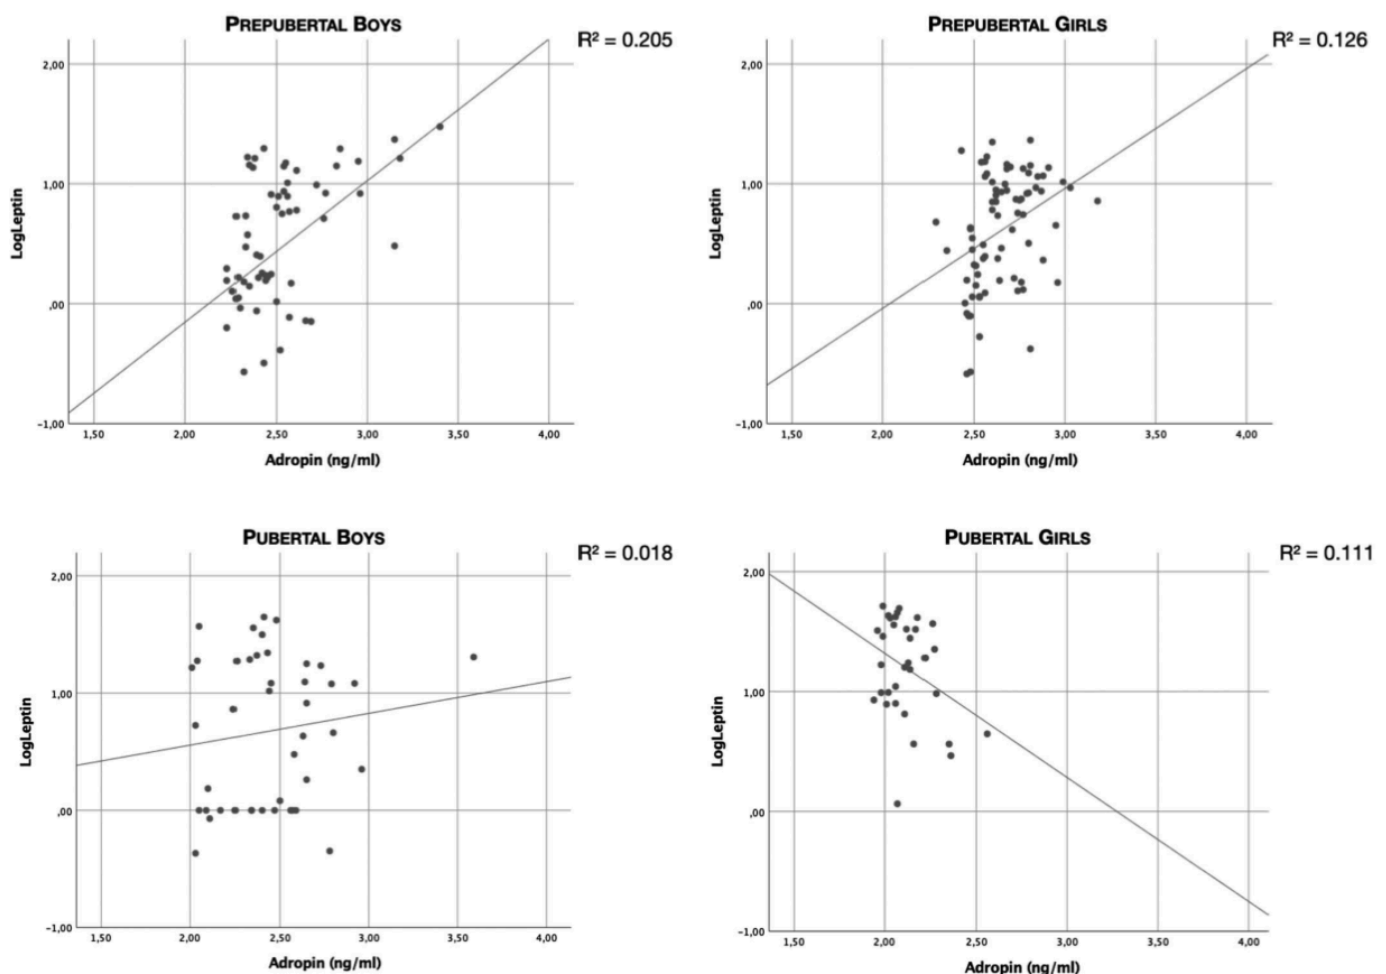 PREPUBERTAL BOYS
R² = 0.205
2,00
1,00
,00
-1,00
LogLeptin
1,50 2,00 2,50 3,00 3,50 4,00
Adropin (ng/ml)
PREPUBERTAL GIRLS
R² = 0.126
2,00
1,00
,00
-1,00
LogLeptin
1,50 2,00 2,50 3,00 3,50 4,00
Adropin (ng/ml)
PUBERTAL BOYS
R² = 0.018
2,00
1,00
,00
-1,00
LogLeptin
1,50 2,00 2,50 3,00 3,50 4,00
Adropin (ng/ml)
PUBERTAL GIRLS
R² = 0.111
2,00
1,00
,00
-1,00
LogLeptin
1,50 2,00 2,50 3,00 3,50 4,00
Adropin (ng/ml)